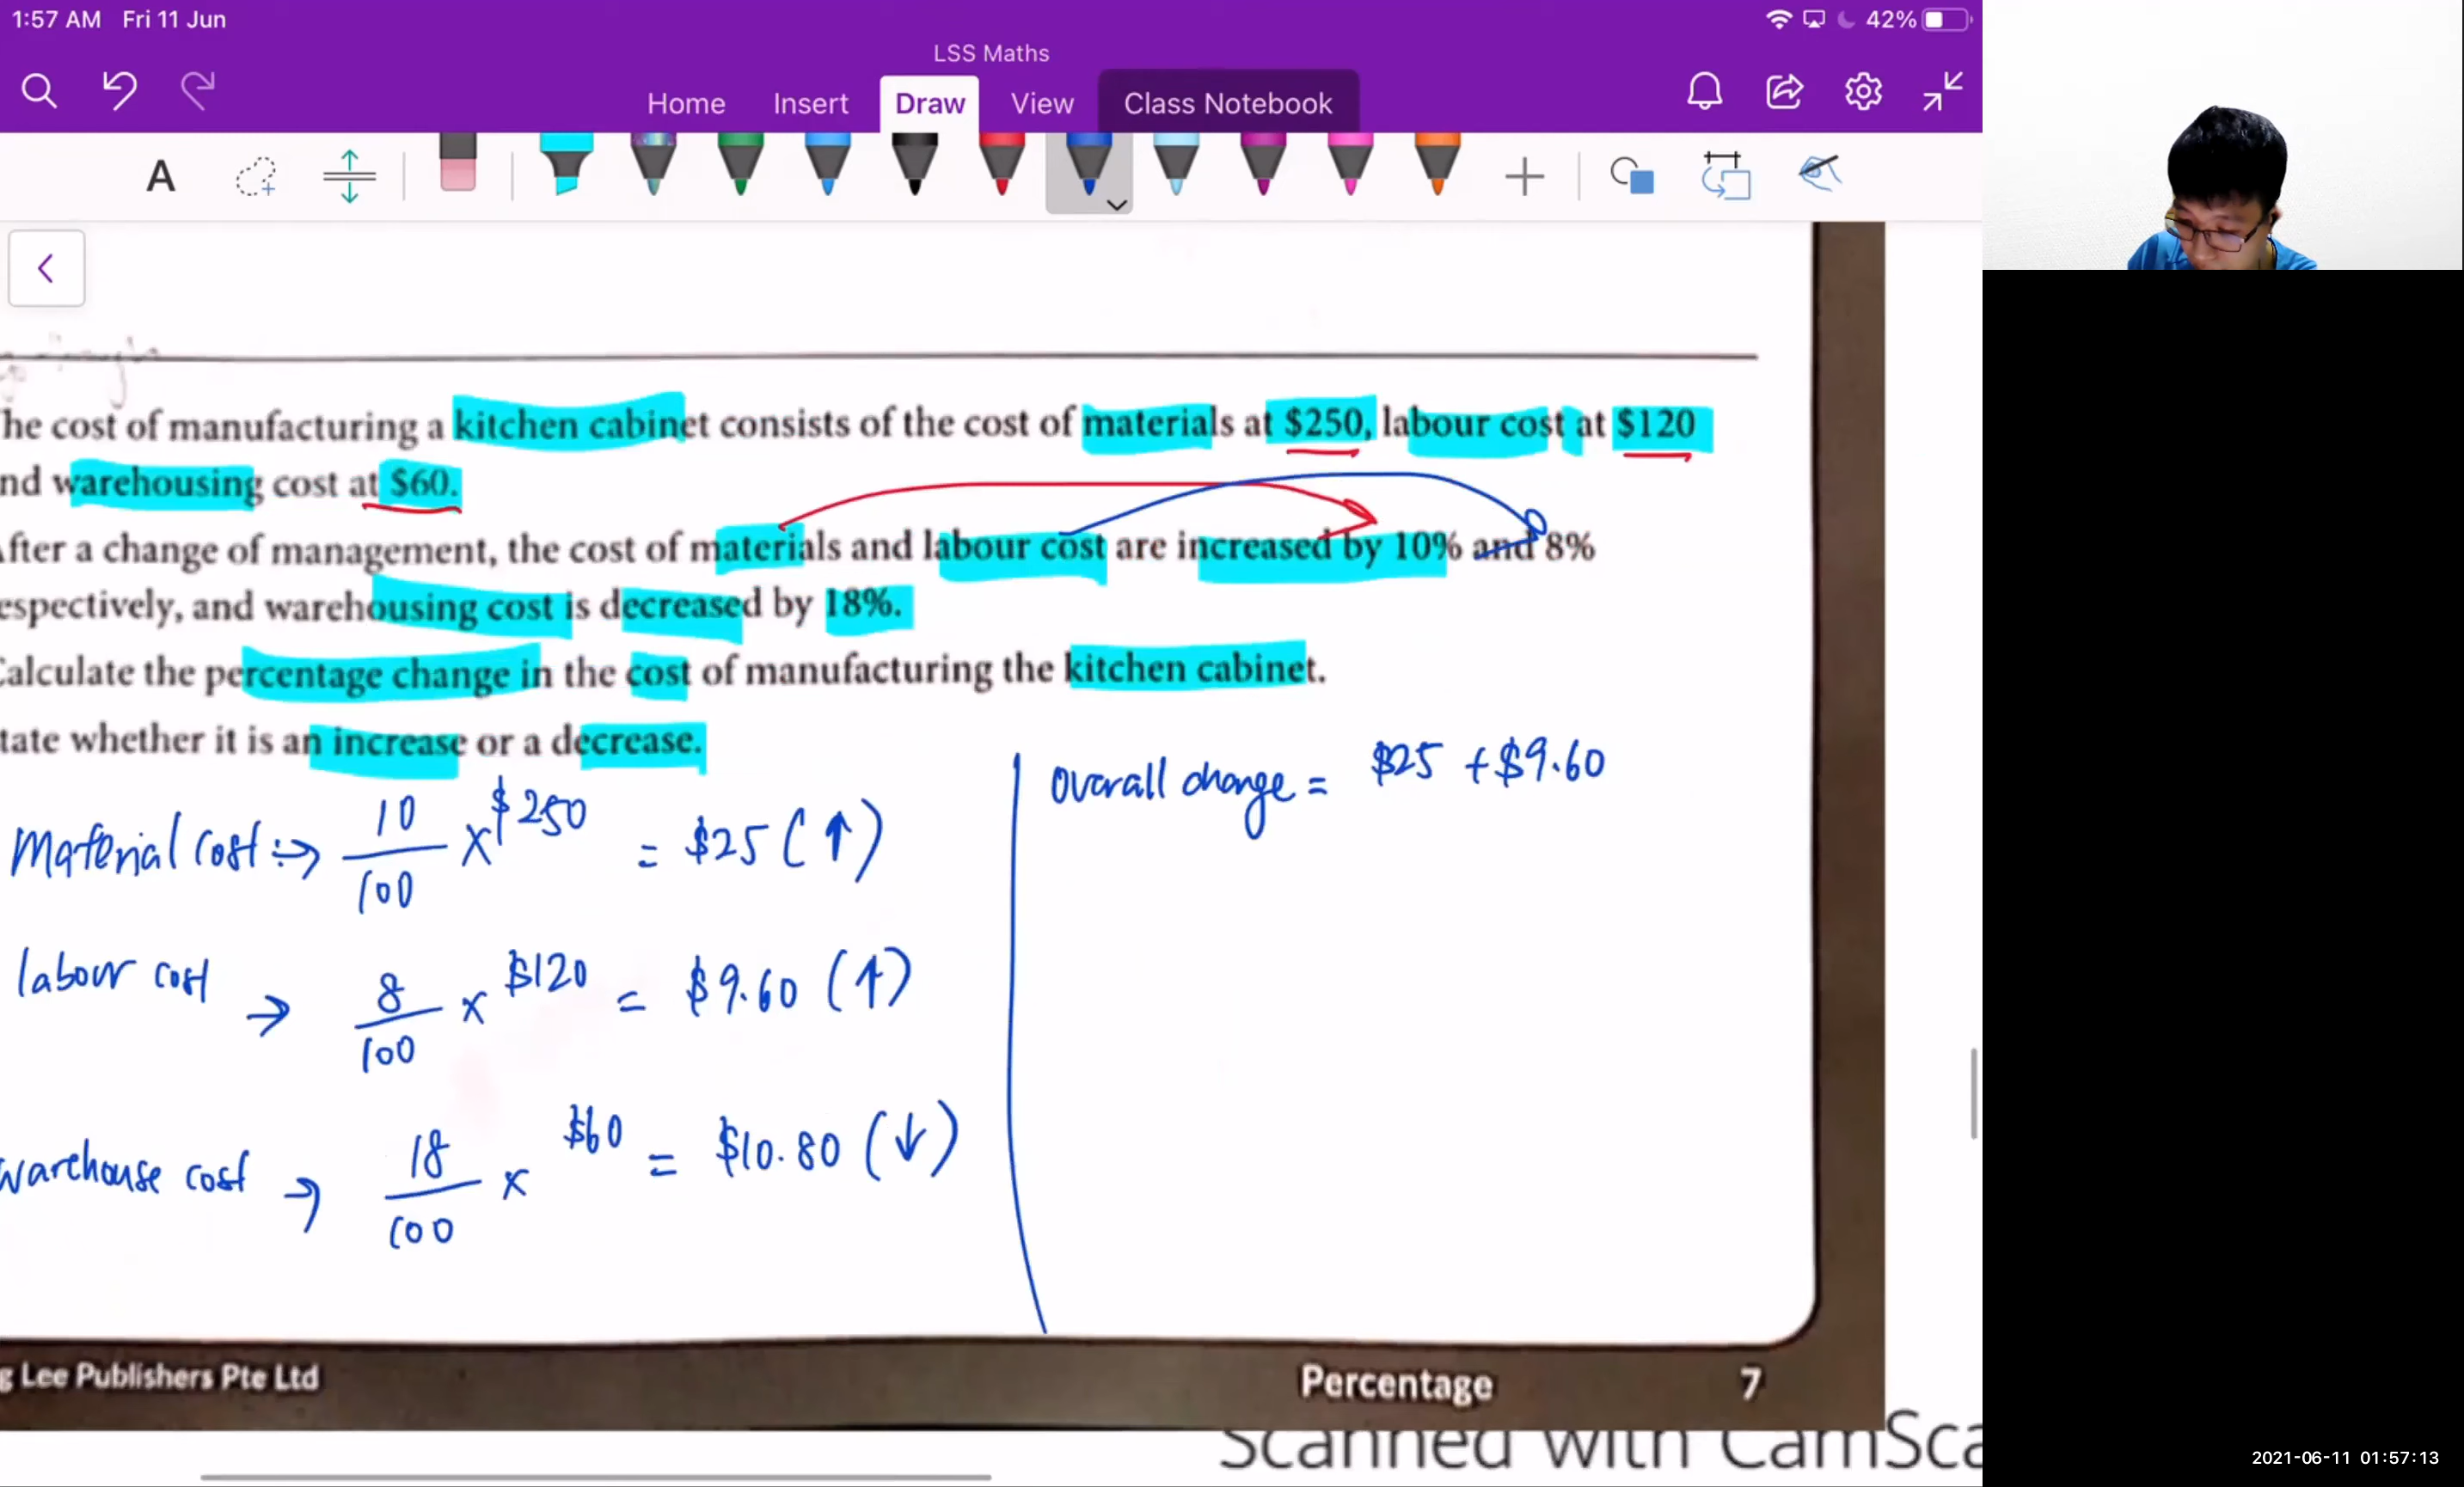 1:57 AM Fri 11 Jun
42%
LSS Maths
Home Insert Draw View Class Notebook
A
he cost of manufacturing a kitchen cabinet consists of the cost of materials at $250, labour cost at $120
nd warehousing cost at $60.
fter a change of management, the cost of materials and labour cost are increased by 10% and 8%
espectively, and warehousing cost is decreased by 18%.
alculate the percentage change in the cost of manufacturing the kitchen cabinet.
tate whether it is an increase or a decrease.
Material cost :→ 10/100 × $250 = $25 (↑)
labour cost → 8/100 × $120 = $9.60 (↑)
warehouse cost → 18/100 × $60 = $10.80 (↓)
Overall change = $25 + $9.60
g Lee Publishers Pte Ltd
Percentage 7
Scanned with CamSca
2021-06-11 01:57:13